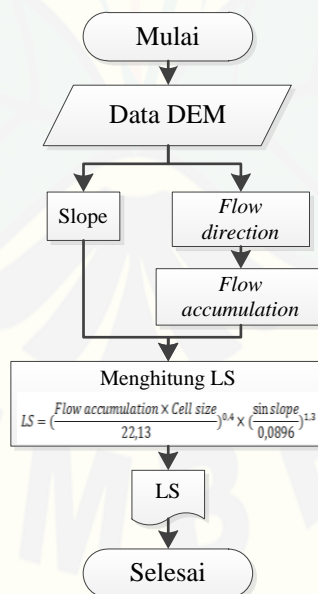 Mulai
Data DEM
Slope
Flow
direction
Flow
accumulation
Menghitung LS
LS = (Flow accumulation × Cell size / 22,13)^0,4 × (sin slope / 0,0896)^1,3
LS
Selesai